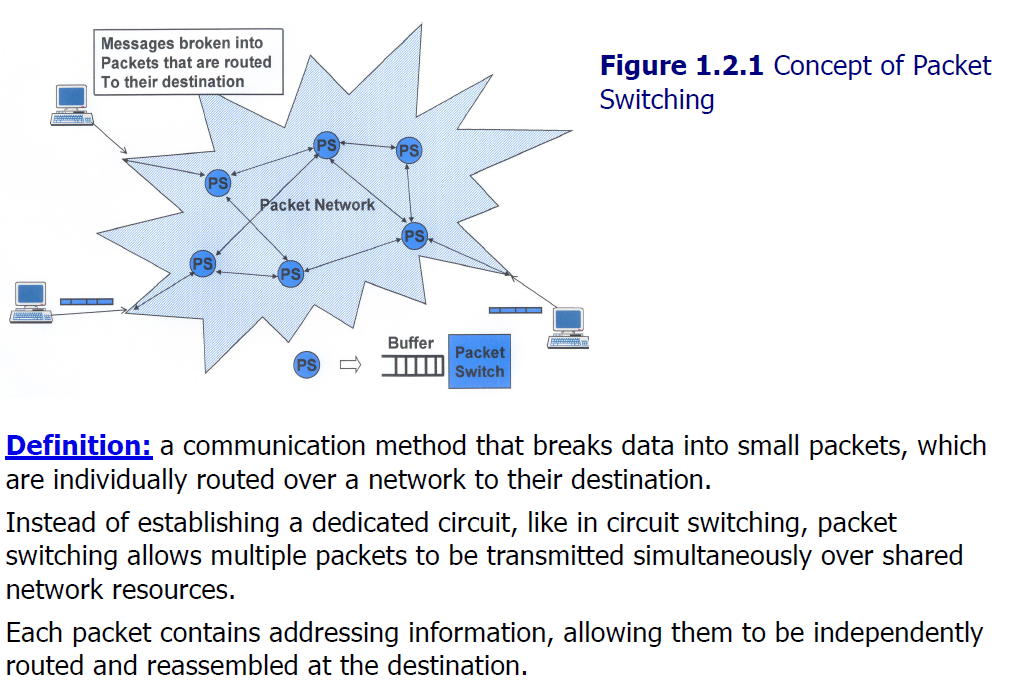 Messages broken into
Packets that are routed
To their destination
Figure 1.2.1 Concept of Packet
Switching
PS
PS
PS
Packet Network
PS
PS
PS
Buffer
PS
Packet
Switch
Definition: a communication method that breaks data into small packets, which
are individually routed over a network to their destination.
Instead of establishing a dedicated circuit, like in circuit switching, packet
switching allows multiple packets to be transmitted simultaneously over shared
network resources.
Each packet contains addressing information, allowing them to be independently
routed and reassembled at the destination.